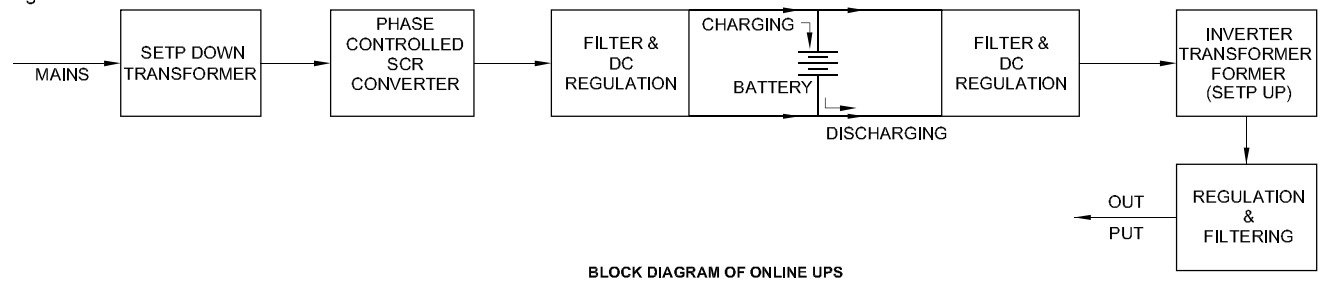 MAINS
SETP DOWN
TRANSFORMER
PHASE
CONTROLLED
SCR
CONVERTER
FILTER &
DC
REGULATION
CHARGING
BATTERY
DISCHARGING
FILTER &
DC
REGULATION
INVERTER
TRANSFORMER
FORMER
(SETP UP)
OUT
PUT
REGULATION
&
FILTERING
BLOCK DIAGRAM OF ONLINE UPS